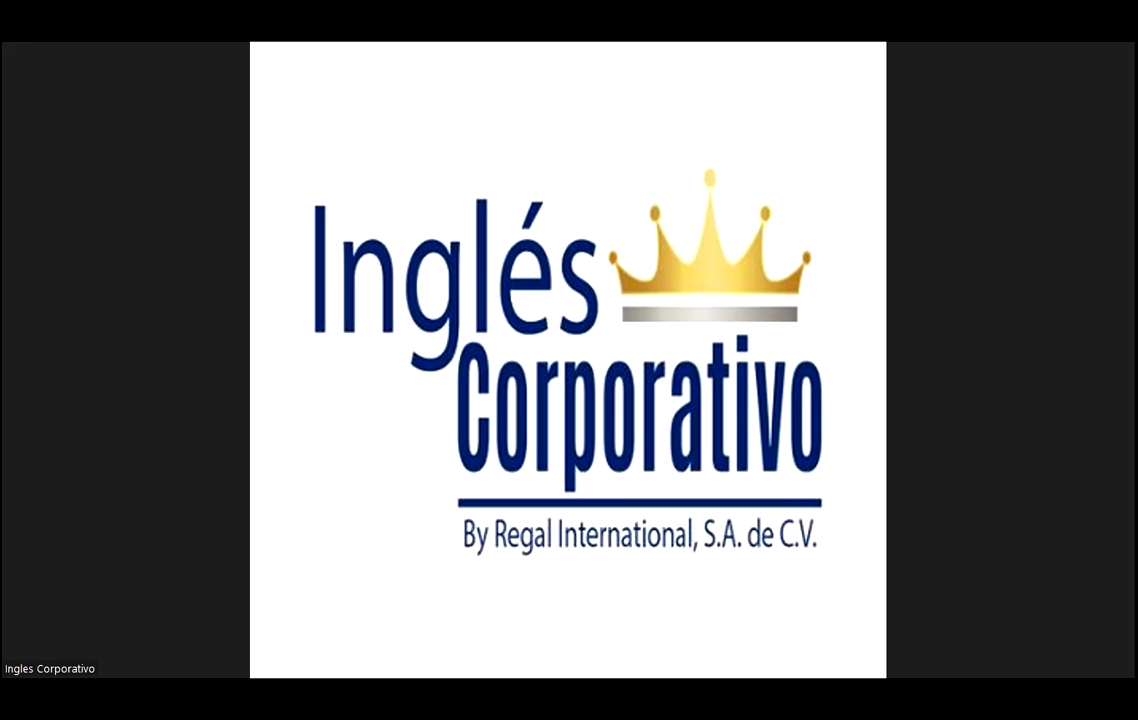 Inglés
Corporativo
By Regal International, S.A. de C.V.
Ingles Corporativo